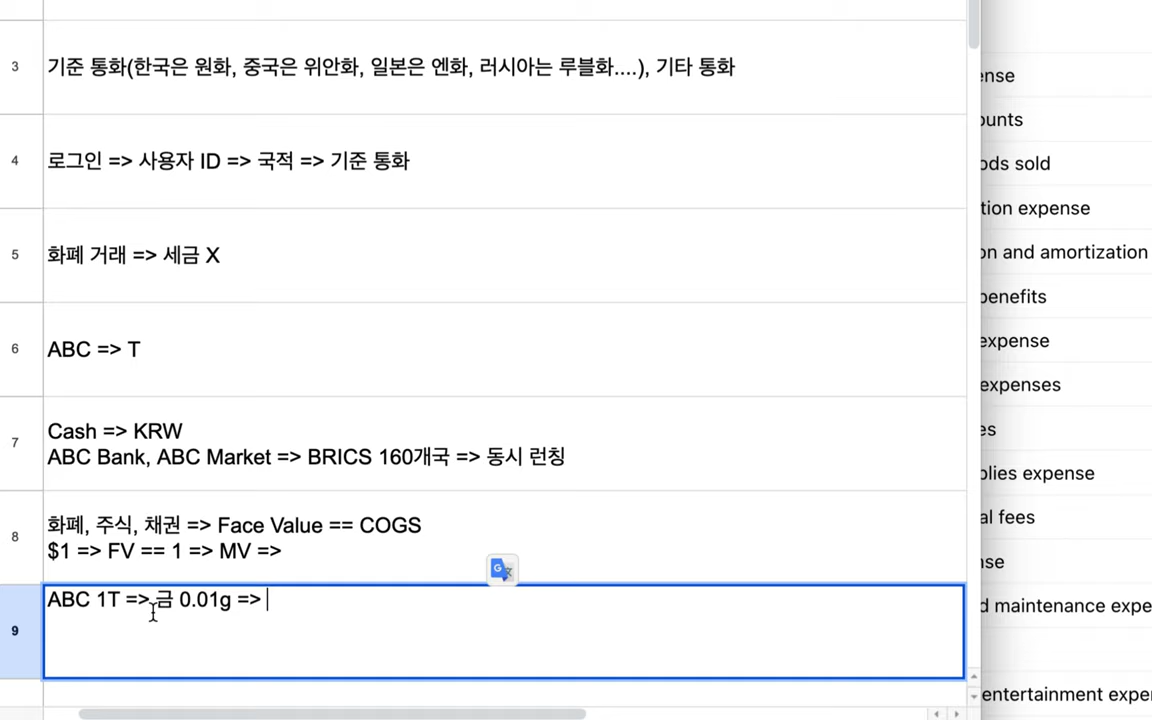 3
기준 통화(한국은 원화, 중국은 위안화, 일본은 엔화, 러시아는 루블화....), 기타 통화
4
로그인 => 사용자 ID => 국적 => 기준 통화
5
화폐 거래 => 세금 X
6
ABC => T
7
Cash => KRW
ABC Bank, ABC Market => BRICS 160개국 => 동시 런칭
8
화폐, 주식, 채권 => Face Value == COGS
$1 => FV == 1 => MV =>
9
ABC 1T => 금 0.01g =>
ense
ounts
ods sold
tion expense
on and amortization
benefits
expense
expenses
es
plies expense
al fees
nse
d maintenance expe
entertainment exper